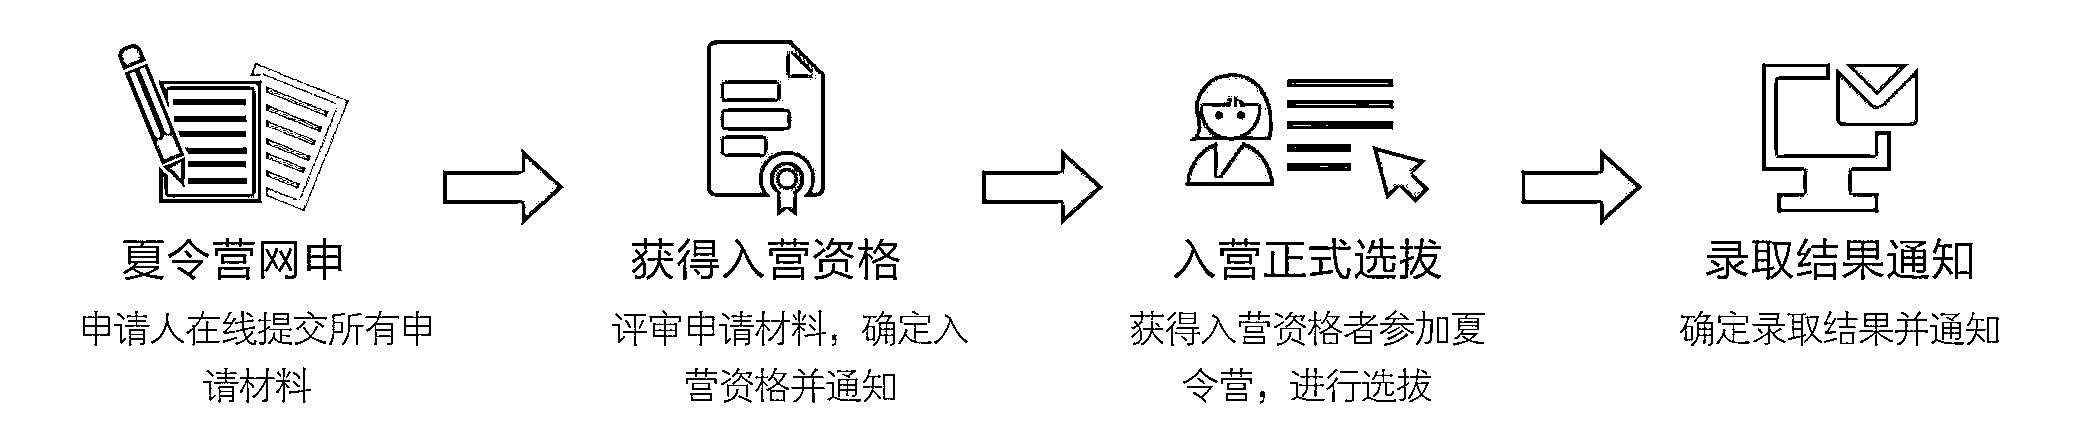 夏令营网申
申请人在线提交所有申
请材料
获得入营资格
评审申请材料，确定入
营资格并通知
入营正式选拔
获得入营资格者参加夏
令营，进行选拔
录取结果通知
确定录取结果并通知